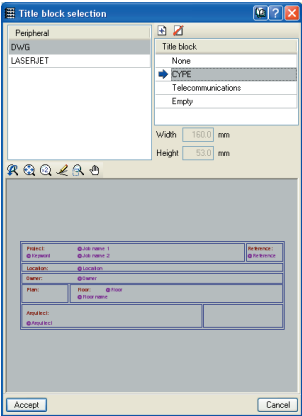 Title block selection
Peripheral
DWG
LASERJET
Title block
None
CYPE
Telecommunications
Empty
Width 160.0 mm
Height 53.0 mm
Project: @Job name 1 Reference:
@Keyword @Job name 2 @Reference
Location: @Location
Owner: @Owner
Plan: Floor: @Floor
@Floor name
Arquitect:
@Arquitect
Accept Cancel